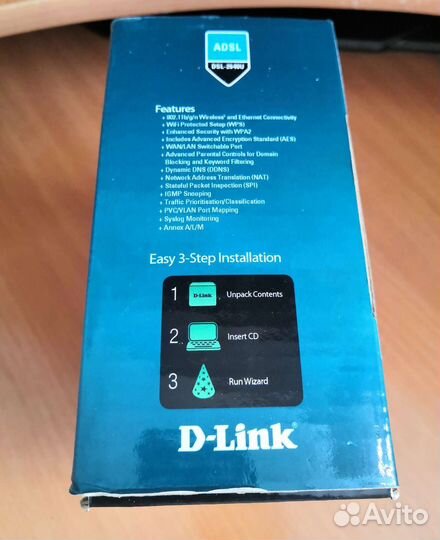 ADSL
DSL-2640U
Features
• 802.11b/g/n Wireless¹ and Ethernet Connectivity
• WiFi Protected Setup (WPS)
• Enhanced Security with WPA2
• Includes Advanced Encryption Standard (AES)
• WAN/LAN Switchable Port
• Advanced Parental Controls for Domain
Blocking and Keyword Filtering
• Dynamic DNS (DDNS)
• Network Address Translation (NAT)
• Stateful Packet Inspection (SPI)
• IGMP Snooping
• Traffic Prioritisation/Classification
• PVC/VLAN Port Mapping
• Syslog Monitoring
• Annex A/L/M
Easy 3-Step Installation
1 D-Link Unpack Contents
2 Insert CD
3 Run Wizard
D-Link®
Avito